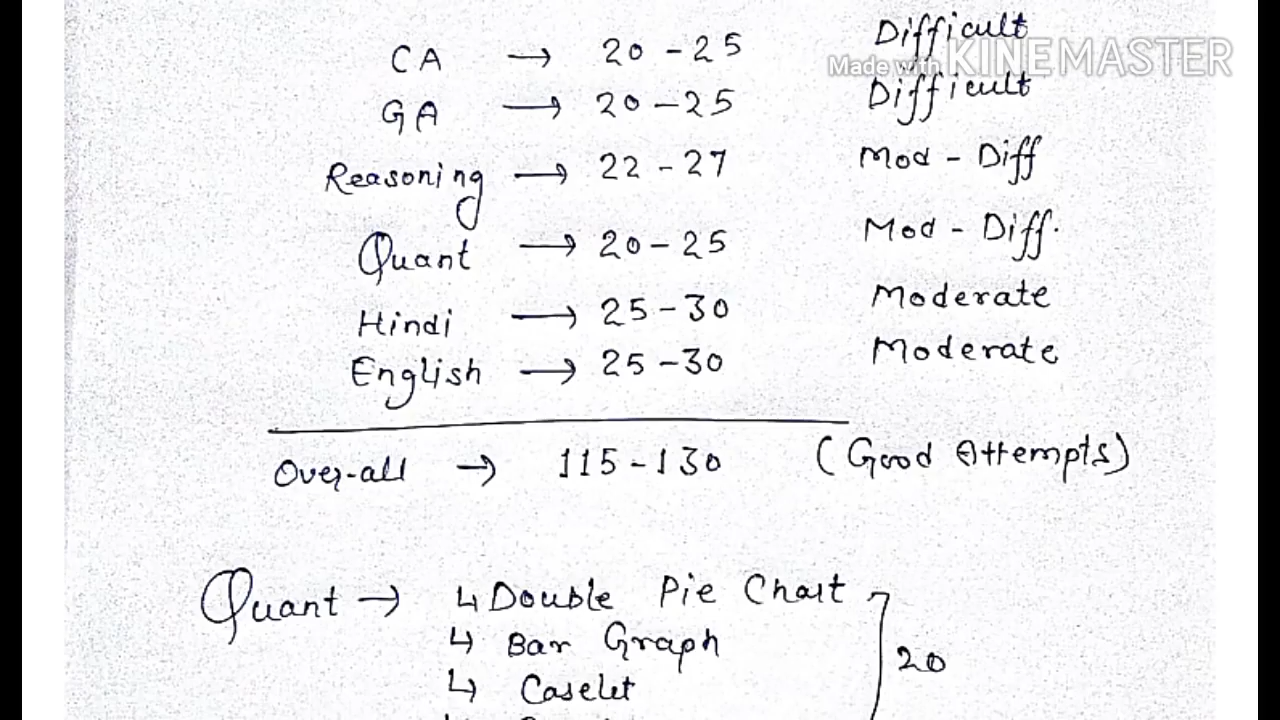 CA → 20 - 25 Difficult
Made with KINEMASTER
GA → 20 - 25 Difficult
Reasoning → 22 - 27 Mod - Diff
Quant → 20 - 25 Mod - Diff.
Hindi → 25 - 30 Moderate
English → 25 - 30 Moderate
Over-all → 115 - 130 (Good Attempts)
Quant → ↳ Double Pie Chart
↳ Bar Graph
20
↳ Caselet